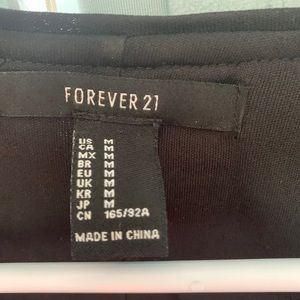 FOREVER 21
US M
CA M
MX M
BR M
EU M
UK M
KR M
JP M
CN 165/92A
MADE IN CHINA